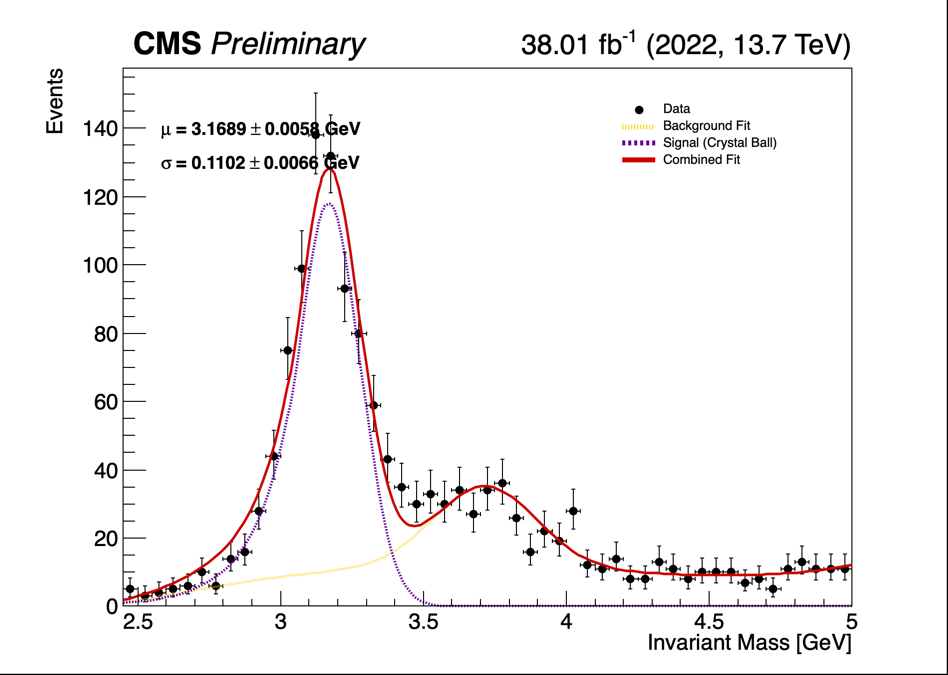 CMS Preliminary
38.01 fb⁻¹ (2022, 13.7 TeV)
Events
μ = 3.1689 ± 0.0058 GeV
σ = 0.1102 ± 0.0066 GeV
Data
Background Fit
Signal (Crystal Ball)
Combined Fit
140
120
100
80
60
40
20
0
2.5 3 3.5 4 4.5 5
Invariant Mass [GeV]